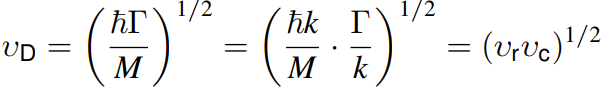 υ_D = (ħΓ/M)^{1/2} = (ħk/M · Γ/k)^{1/2} = (υ_r υ_c)^{1/2}